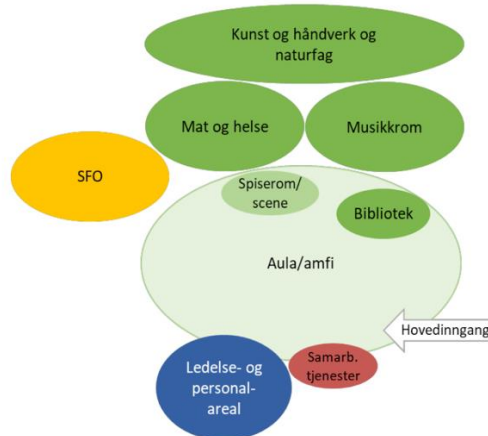 Kunst og håndverk og
naturfag
Mat og helse
Musikkrom
SFO
Spiserom/
scene
Bibliotek
Aula/amfi
Hovedinngang
Ledelse- og
personal-
areal
Samarb.
tjenester